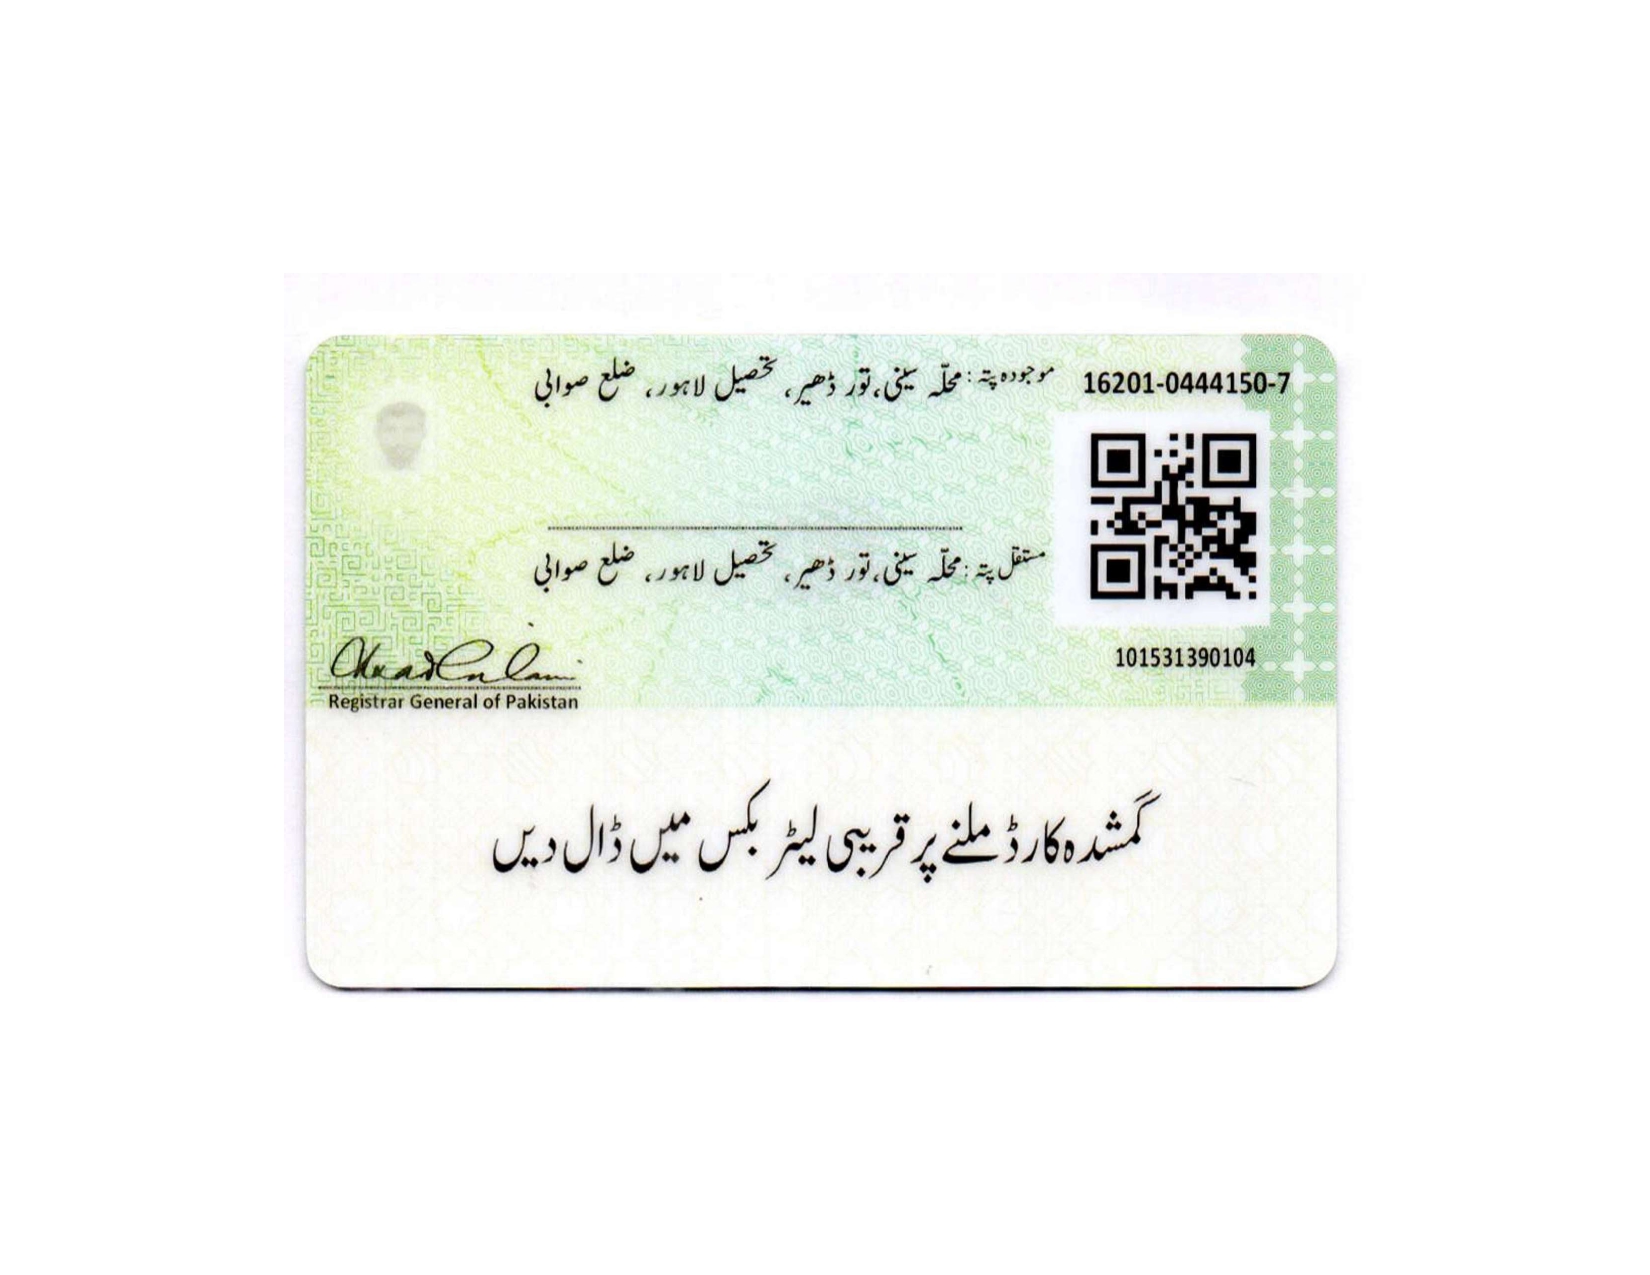 موجودہ پتہ: محلّہ سینی، تور ڈھیر، تحصیل لاہور، ضلع صوابی
16201-0444150-7
مستقل پتہ: محلّہ سینی، تور ڈھیر، تحصیل لاہور، ضلع صوابی
101531390104
Registrar General of Pakistan
گمشدہ کارڈ ملنے پر قریبی لیٹر بکس میں ڈال دیں